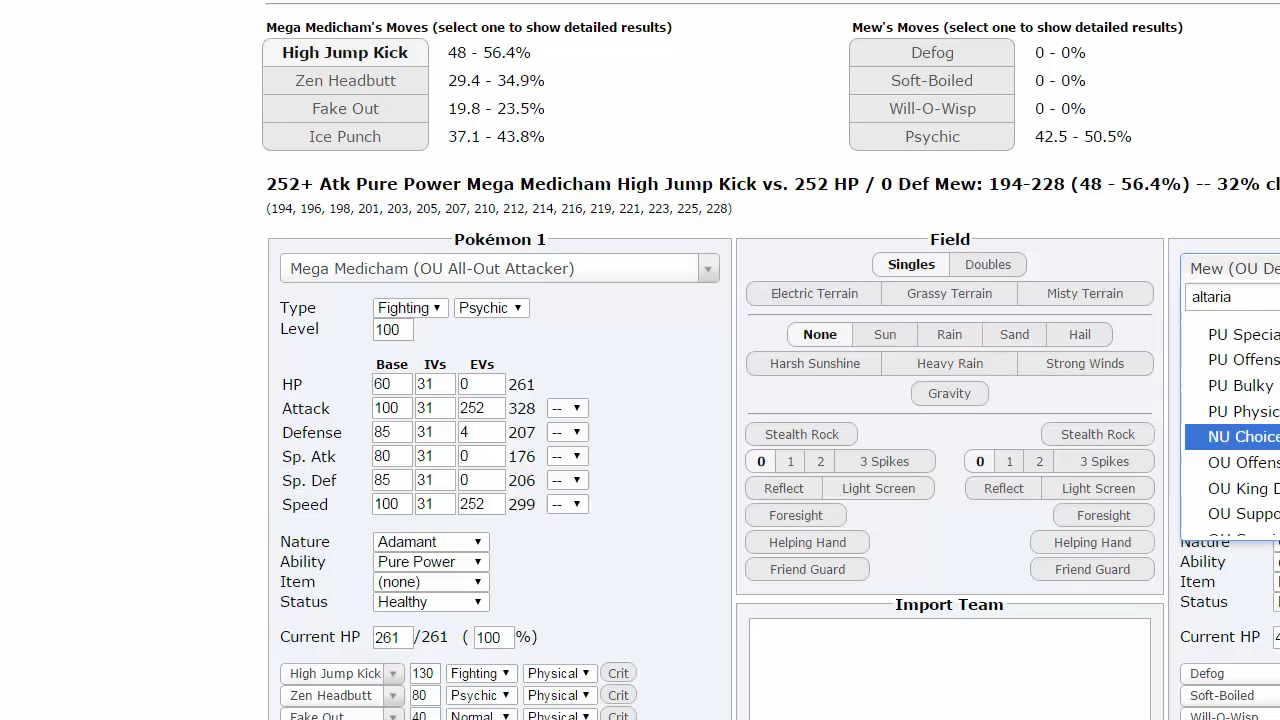 Mega Medicham's Moves (select one to show detailed results)
Mew's Moves (select one to show detailed results)
High Jump Kick 48 - 56.4%
Defog 0 - 0%
Zen Headbutt 29.4 - 34.9%
Soft-Boiled 0 - 0%
Fake Out 19.8 - 23.5%
Will-O-Wisp 0 - 0%
Ice Punch 37.1 - 43.8%
Psychic 42.5 - 50.5%
252+ Atk Pure Power Mega Medicham High Jump Kick vs. 252 HP / 0 Def Mew: 194-228 (48 - 56.4%) -- 32% c
(194, 196, 198, 201, 203, 205, 207, 210, 212, 214, 216, 219, 221, 223, 225, 228)
Pokémon 1
Mega Medicham (OU All-Out Attacker)
Type Fighting Psychic
Level 100
Base IVs EVs
HP 60 31 0 261
Attack 100 31 252 328 --
Defense 85 31 4 207 --
Sp. Atk 80 31 0 176 --
Sp. Def 85 31 0 206 --
Speed 100 31 252 299 --
Nature Adamant
Ability Pure Power
Item (none)
Status Healthy
Current HP 261 /261 ( 100 %)
High Jump Kick 130 Fighting Physical Crit
Zen Headbutt 80 Psychic Physical Crit
Fake Out 40 Normal Physical Crit
Field
Singles Doubles
Electric Terrain Grassy Terrain Misty Terrain
None Sun Rain Sand Hail
Harsh Sunshine Heavy Rain Strong Winds
Gravity
Stealth Rock Stealth Rock
0 1 2 3 Spikes 0 1 2 3 Spikes
Reflect Light Screen Reflect Light Screen
Foresight Foresight
Helping Hand Helping Hand
Friend Guard Friend Guard
Import Team
Mew (OU De
altaria
PU Specia
PU Offens
PU Bulky
PU Physic
NU Choice
OU Offens
OU King D
OU Suppo
Nature
Ability
Item
Status
Current HP 4
Defog
Soft-Boiled
Will-O-Wisp